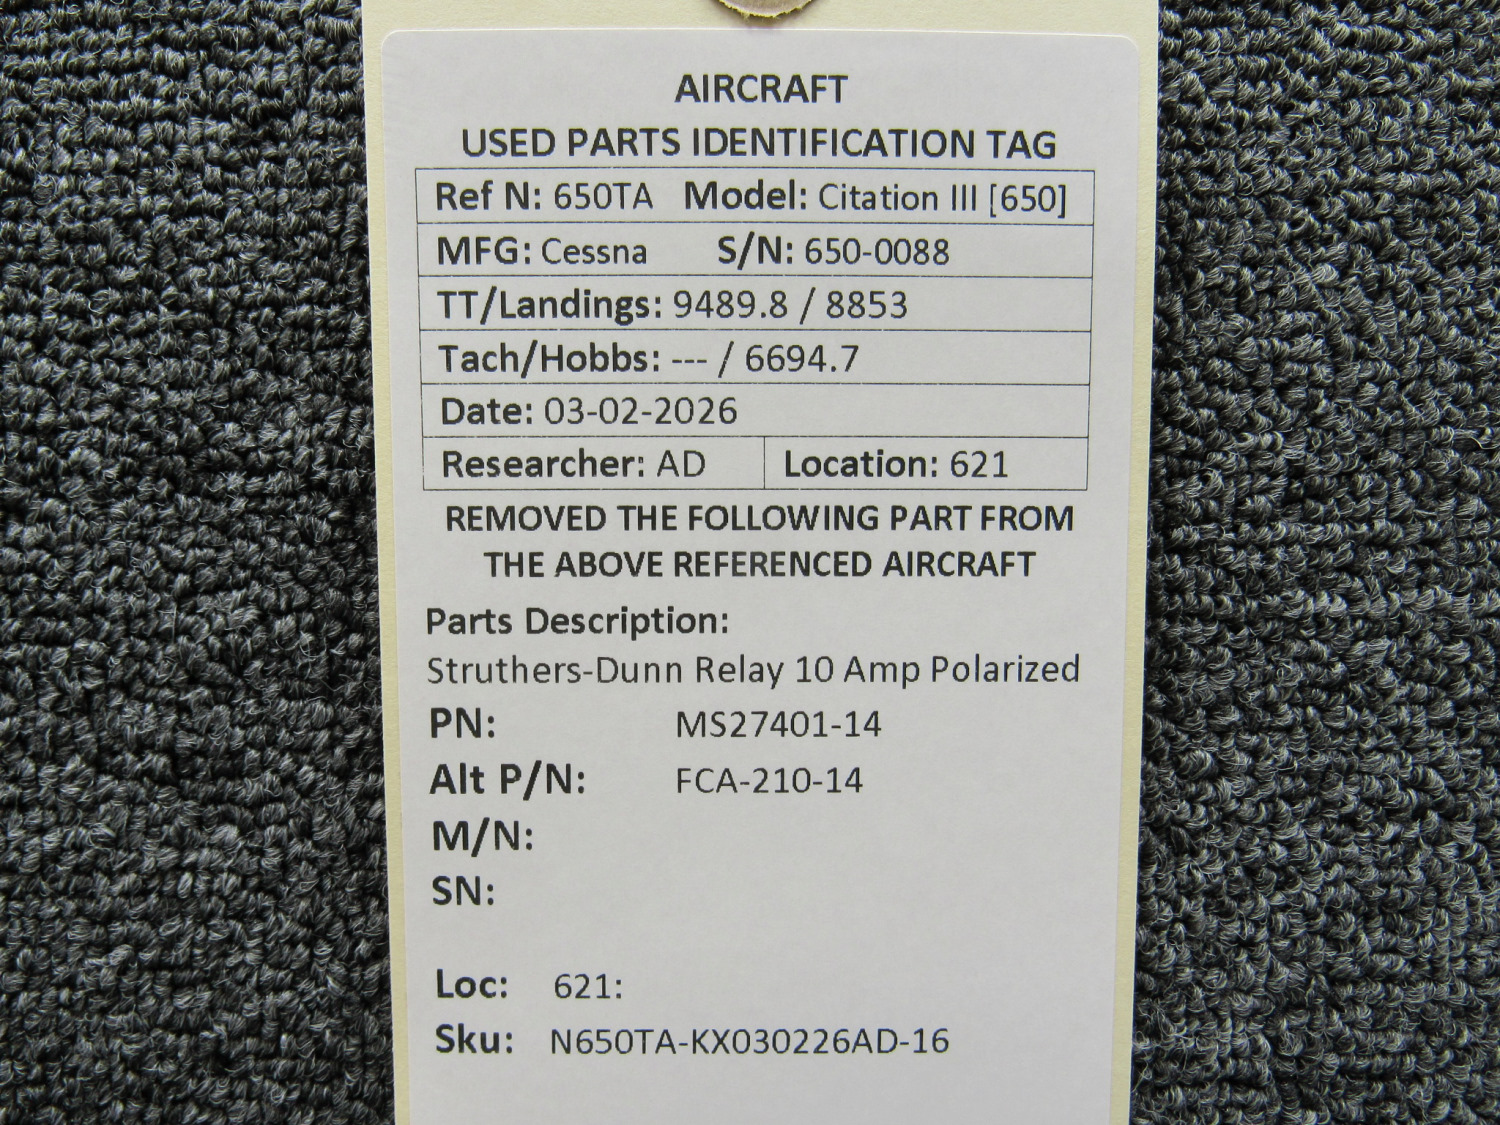 AIRCRAFT
USED PARTS IDENTIFICATION TAG
Ref N: 650TA Model: Citation III [650]
MFG: Cessna S/N: 650-0088
TT/Landings: 9489.8 / 8853
Tach/Hobbs: --- / 6694.7
Date: 03-02-2026
Researcher: AD Location: 621
REMOVED THE FOLLOWING PART FROM
THE ABOVE REFERENCED AIRCRAFT
Parts Description:
Struthers-Dunn Relay 10 Amp Polarized
PN: MS27401-14
Alt P/N: FCA-210-14
M/N:
SN:
Loc: 621:
Sku: N650TA-KX030226AD-16